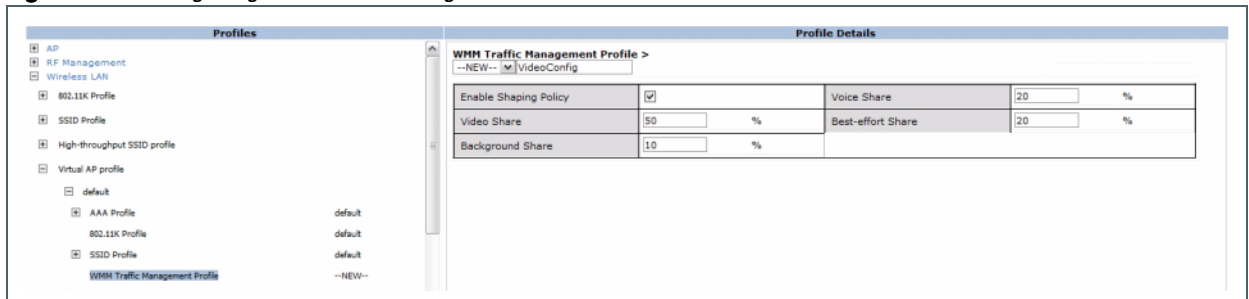 Profiles
AP
RF Management
Wireless LAN
802.11K Profile
SSID Profile
High-throughput SSID profile
Virtual AP profile
default
AAA Profile default
802.11K Profile default
SSID Profile default
WMM Traffic Management Profile --NEW--
Profile Details
WMM Traffic Management Profile >
--NEW-- VideoConfig
Enable Shaping Policy Voice Share 20 %
Video Share 50 % Best-effort Share 20 %
Background Share 10 %